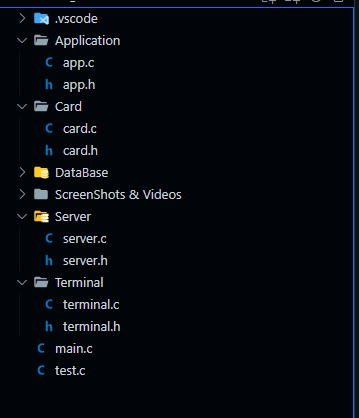 .vscode
Application
C app.c
h app.h
Card
C card.c
h card.h
DataBase
ScreenShots & Videos
Server
C server.c
h server.h
Terminal
C terminal.c
h terminal.h
C main.c
C test.c